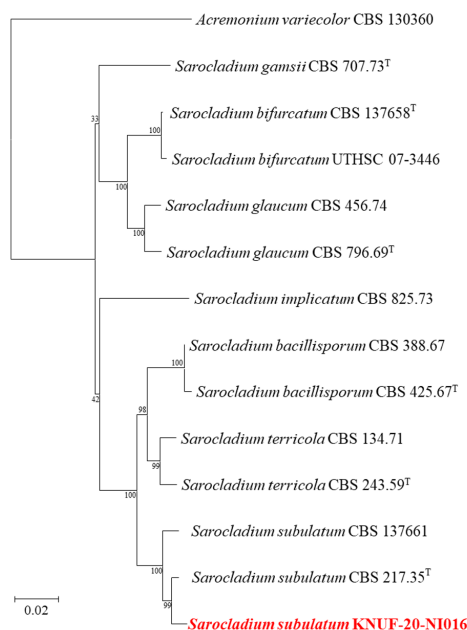 Acremonium variecolor CBS 130360
Sarocladium gamsii CBS 707.73T
33
Sarocladium bifurcatum CBS 137658T
100
Sarocladium bifurcatum UTHSC 07-3446
100
Sarocladium glaucum CBS 456.74
100
Sarocladium glaucum CBS 796.69T
Sarocladium implicatum CBS 825.73
Sarocladium bacillisporum CBS 388.67
100
Sarocladium bacillisporum CBS 425.67T
42
98
Sarocladium terricola CBS 134.71
99
Sarocladium terricola CBS 243.59T
100
Sarocladium subulatum CBS 137661
100
Sarocladium subulatum CBS 217.35T
99
Sarocladium subulatum KNUF-20-NI016
0.02